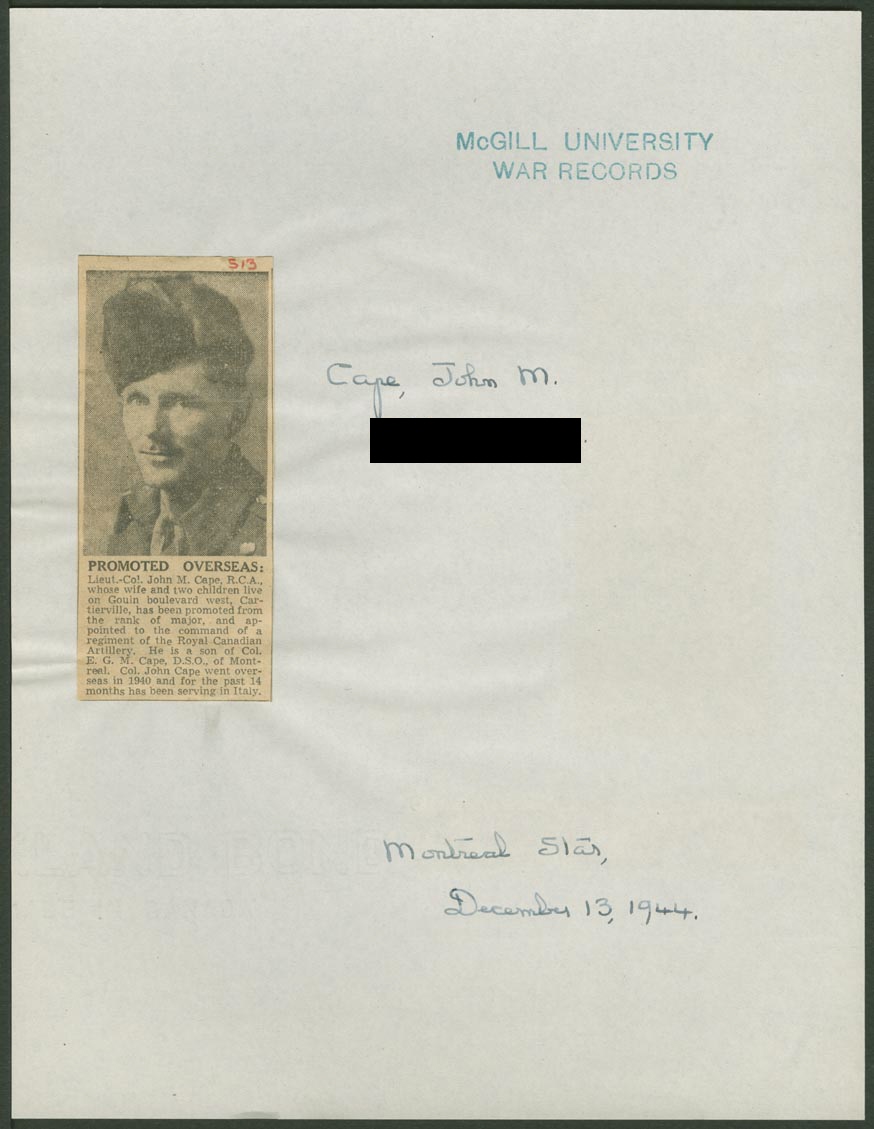 McGILL UNIVERSITY
WAR RECORDS
513
Cape, John M.
PROMOTED OVERSEAS:
Lieut.-Col. John M. Cape, R.C.A.,
whose wife and two children live
on Gouin boulevard west, Car-
tierville, has been promoted from
the rank of major, and ap-
pointed to the command of a
regiment of the Royal Canadian
Artillery. He is a son of Col.
E. G. M. Cape, D.S.O., of Mont-
real. Col. John Cape went over-
seas in 1940 and for the past 14
months has been serving in Italy.
Montreal Star,
December 13, 1944.